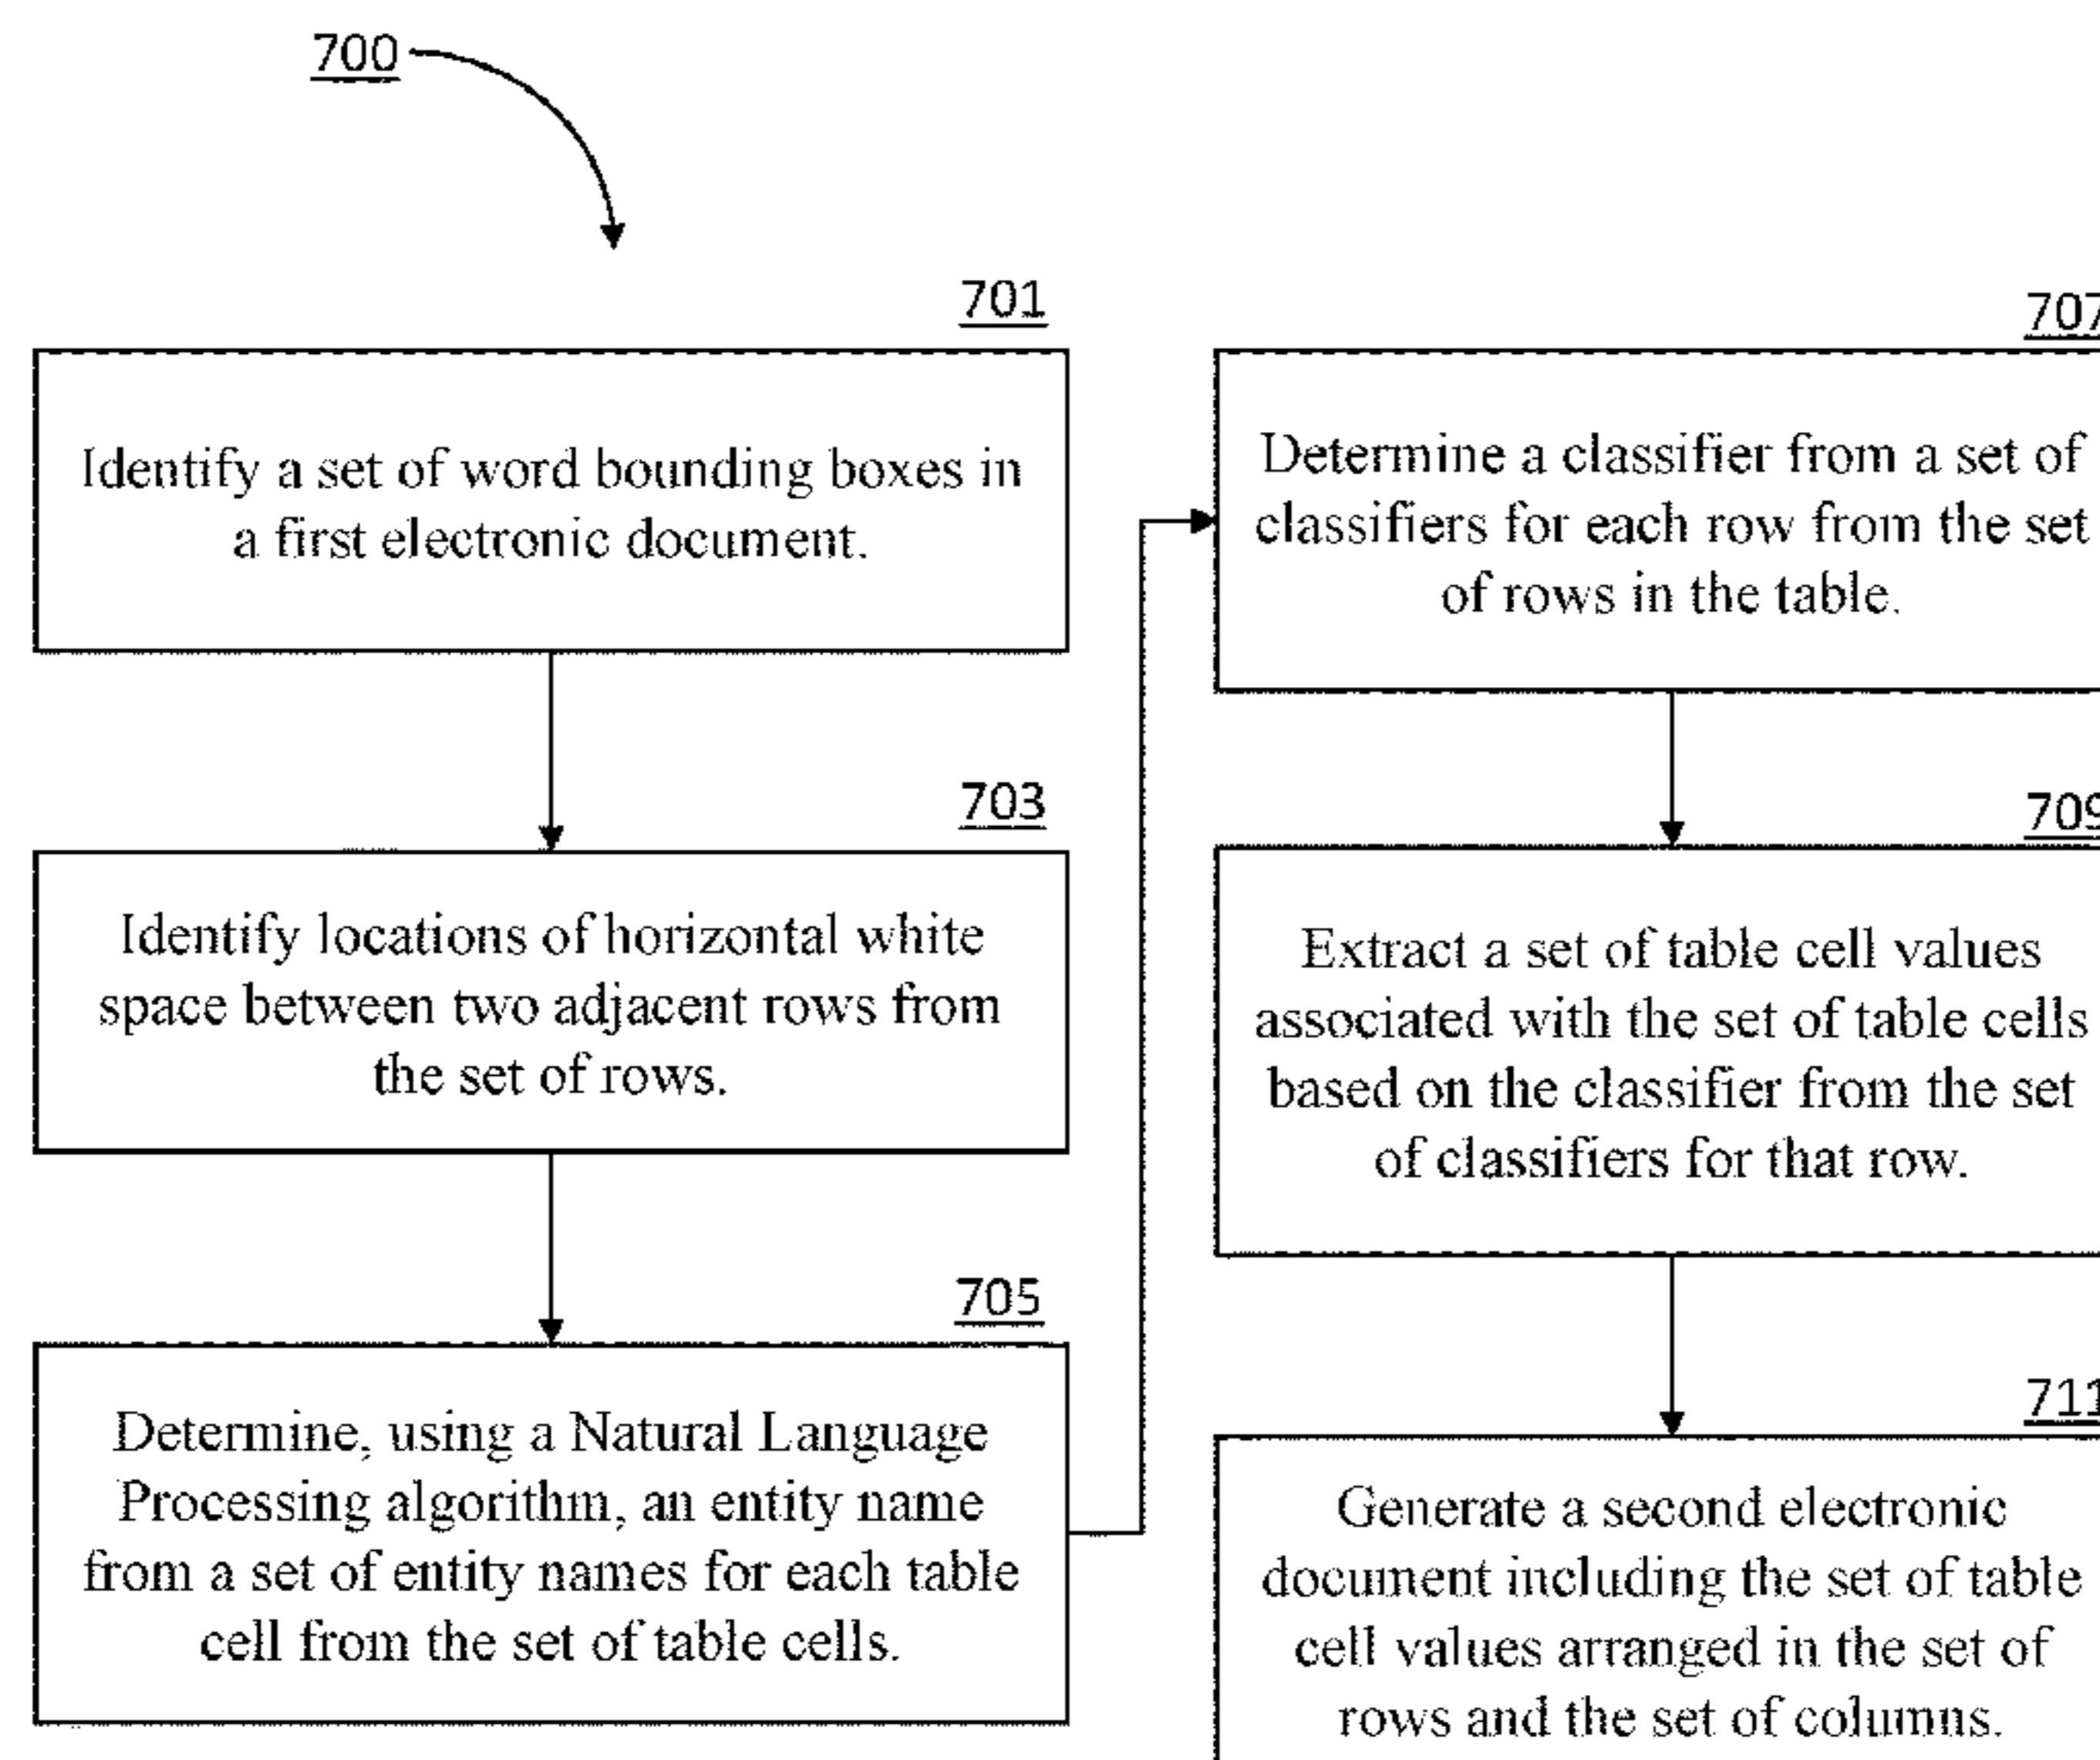 700
701
Identify a set of word bounding boxes in
a first electronic document.
703
Identify locations of horizontal white
space between two adjacent rows from
the set of rows.
705
Determine, using a Natural Language
Processing algorithm, an entity name
from a set of entity names for each table
cell from the set of table cells.
707
Determine a classifier from a set of
classifiers for each row from the set
of rows in the table.
709
Extract a set of table cell values
associated with the set of table cells
based on the classifier from the set
of classifiers for that row.
711
Generate a second electronic
document including the set of table
cell values arranged in the set of
rows and the set of columns.